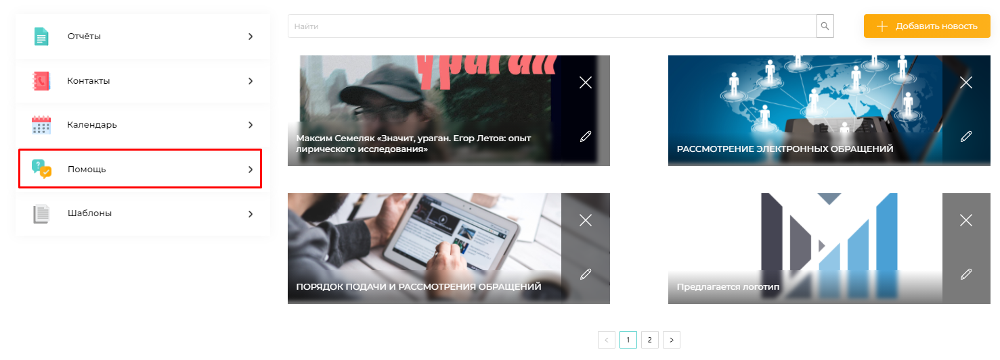 Отчёты
Контакты
Календарь
Помощь
Шаблоны
Найти
Добавить новость
ураган
Максим Семеляк «Значит, ураган. Егор Летов: опыт
лирического исследования»
РАССМОТРЕНИЕ ЭЛЕКТРОННЫХ ОБРАЩЕНИЙ
ПОРЯДОК ПОДАЧИ И РАССМОТРЕНИЯ ОБРАЩЕНИЙ
Предлагается логотип
< 1 2 >